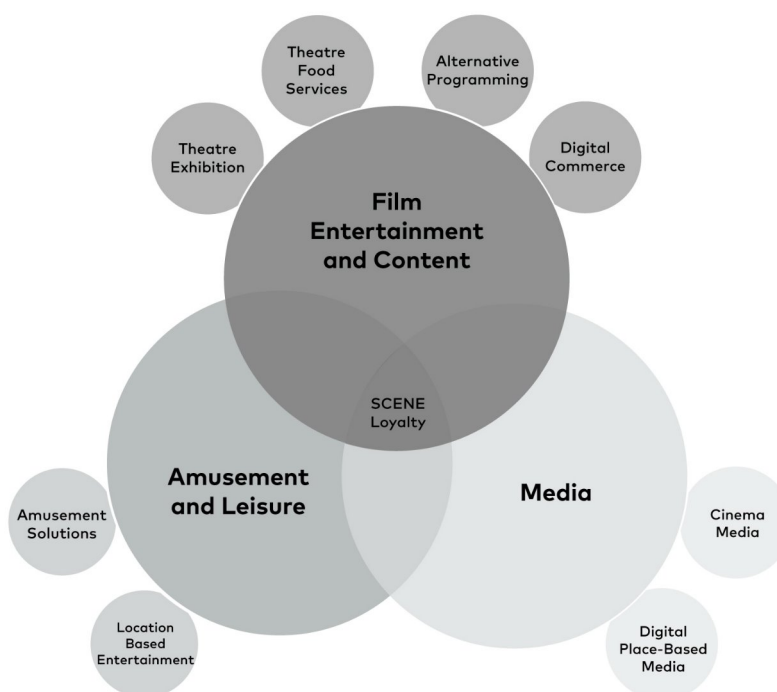 Theatre
Food
Services
Alternative
Programming
Theatre
Exhibition
Digital
Commerce
Film
Entertainment
and Content
SCENE
Loyalty
Amusement
and Leisure
Media
Amusement
Solutions
Cinema
Media
Location
Based
Entertainment
Digital
Place-Based
Media